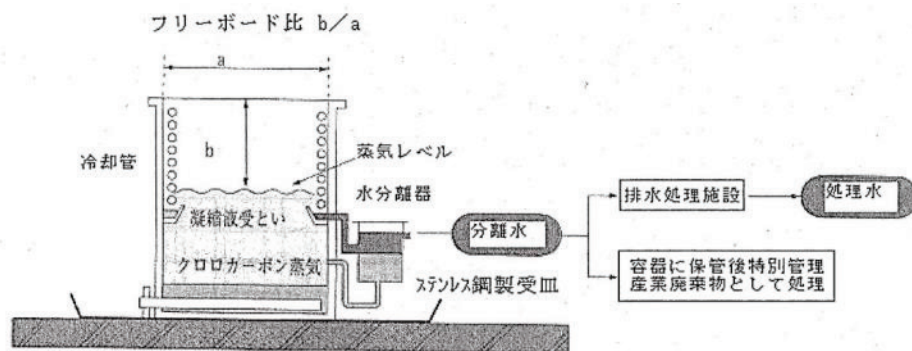 フリーボード比 b/a
a
冷却管
b
蒸気レベル
水分離器
凝縮液受とい
クロロカーボン蒸気
ステンレス鋼製受皿
分離水
排水処理施設
処理水
容器に保管後特別管理
産業廃棄物として処理